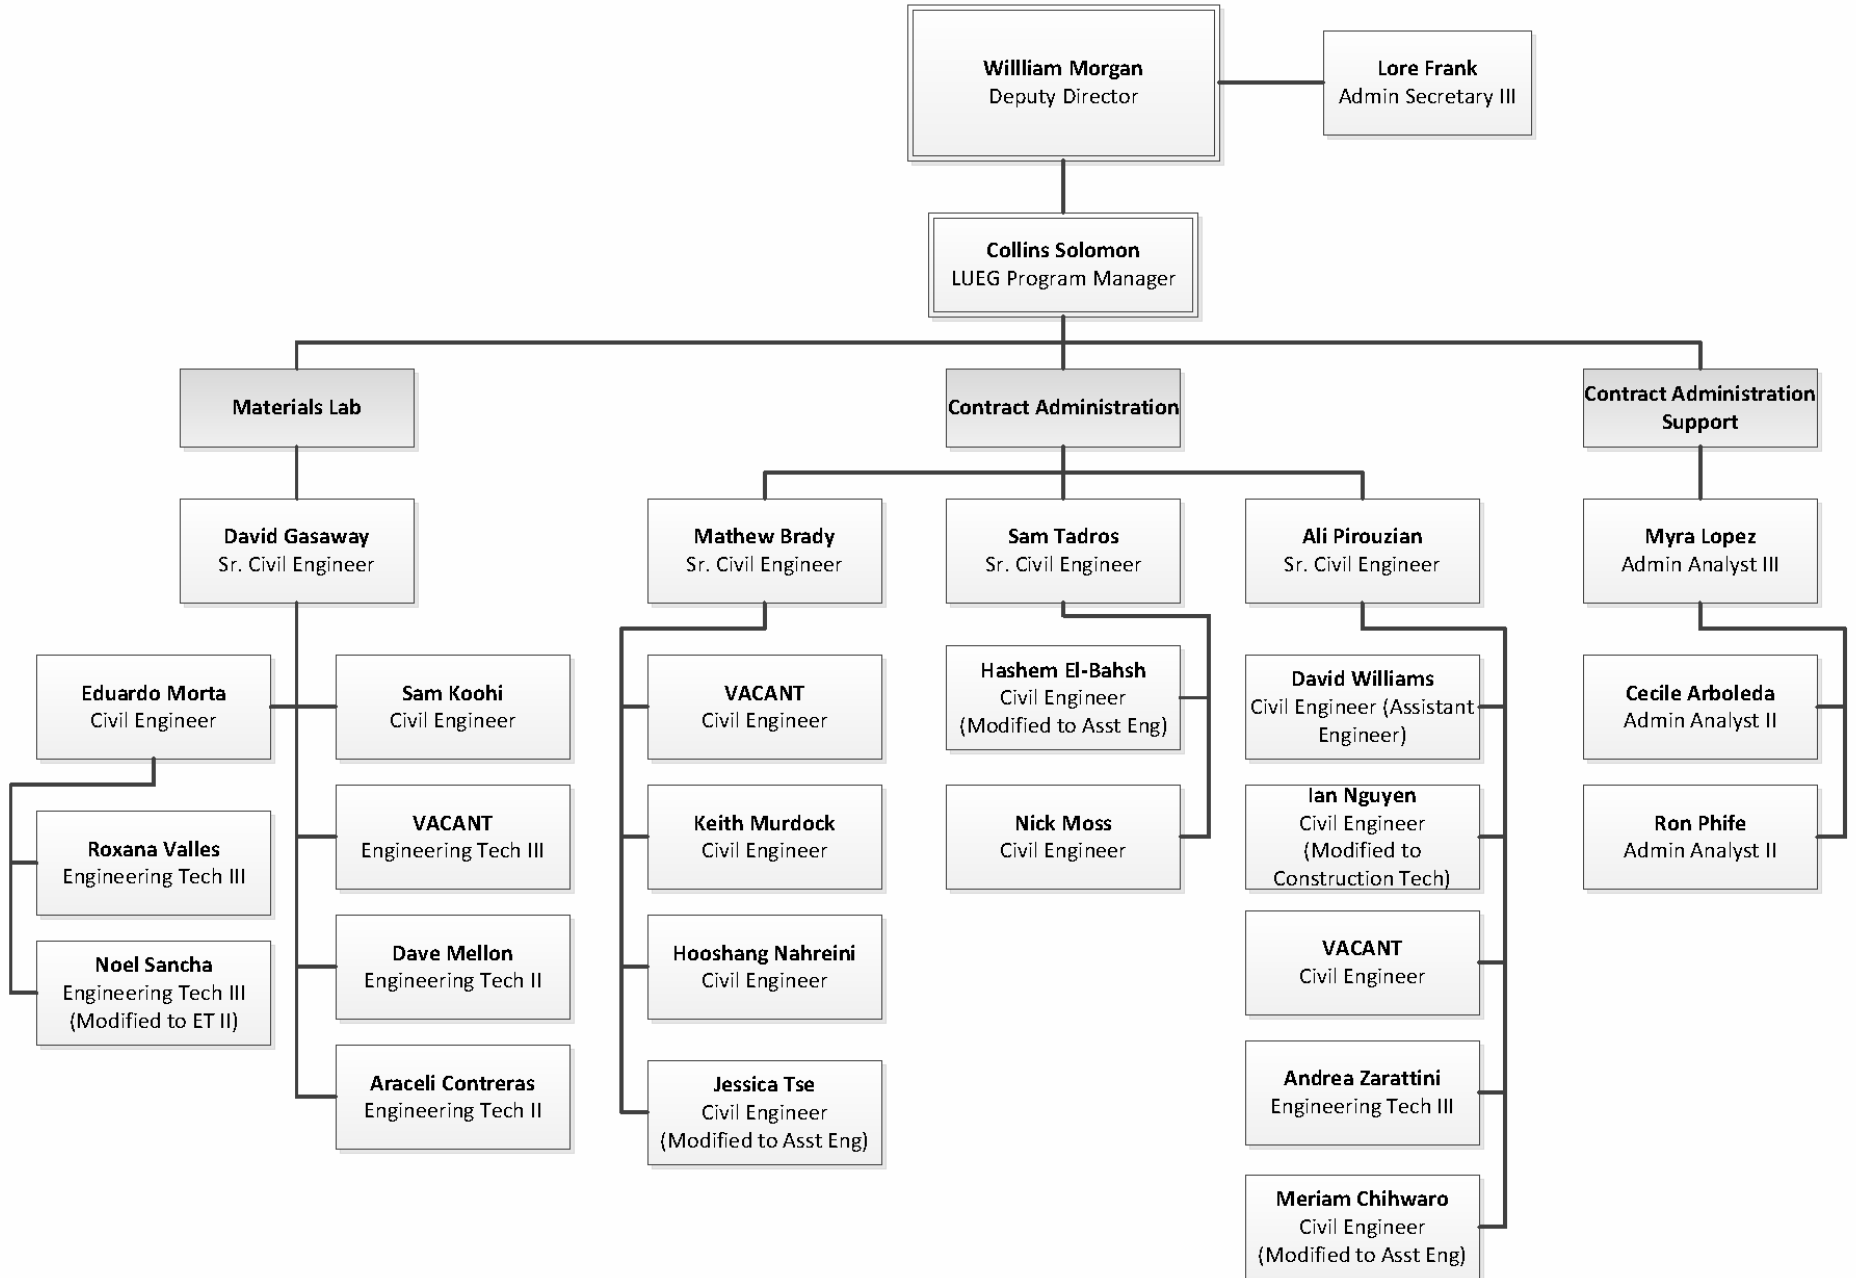 Willliam Morgan
Deputy Director
Lore Frank
Admin Secretary III
Collins Solomon
LUEG Program Manager
Materials Lab
Contract Administration
Contract Administration
Support
David Gasaway
Sr. Civil Engineer
Mathew Brady
Sr. Civil Engineer
Sam Tadros
Sr. Civil Engineer
Ali Pirouzian
Sr. Civil Engineer
Myra Lopez
Admin Analyst III
Eduardo Morta
Civil Engineer
Sam Koohi
Civil Engineer
VACANT
Civil Engineer
Hashem El-Bahsh
Civil Engineer
(Modified to Asst Eng)
David Williams
Civil Engineer (Assistant
Engineer)
Cecile Arboleda
Admin Analyst II
Roxana Valles
Engineering Tech III
VACANT
Engineering Tech III
Keith Murdock
Civil Engineer
Nick Moss
Civil Engineer
Ian Nguyen
Civil Engineer
(Modified to
Construction Tech)
Ron Phife
Admin Analyst II
Noel Sancha
Engineering Tech III
(Modified to ET II)
Dave Mellon
Engineering Tech II
Hooshang Nahreini
Civil Engineer
VACANT
Civil Engineer
Araceli Contreras
Engineering Tech II
Jessica Tse
Civil Engineer
(Modified to Asst Eng)
Andrea Zarattini
Engineering Tech III
Meriam Chihwaro
Civil Engineer
(Modified to Asst Eng)